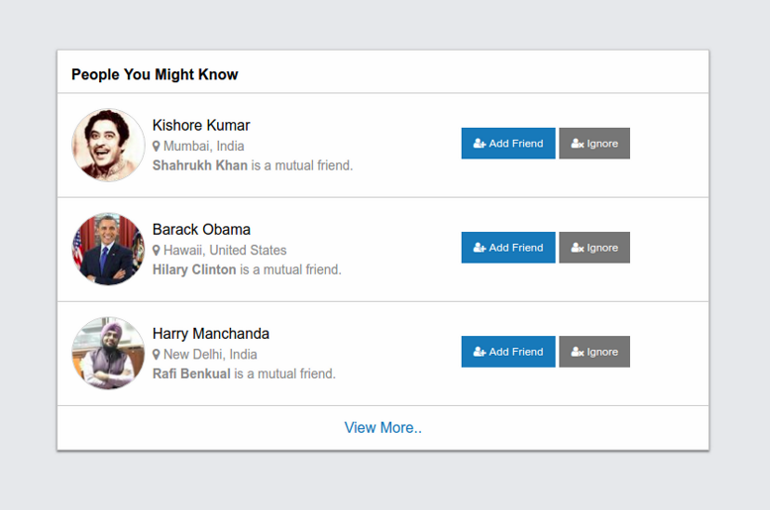 People You Might Know
Kishore Kumar
Mumbai, India
Shahrukh Khan is a mutual friend.
Add Friend
Ignore
Barack Obama
Hawaii, United States
Hilary Clinton is a mutual friend.
Add Friend
Ignore
Harry Manchanda
New Delhi, India
Rafi Benkual is a mutual friend.
Add Friend
Ignore
View More..